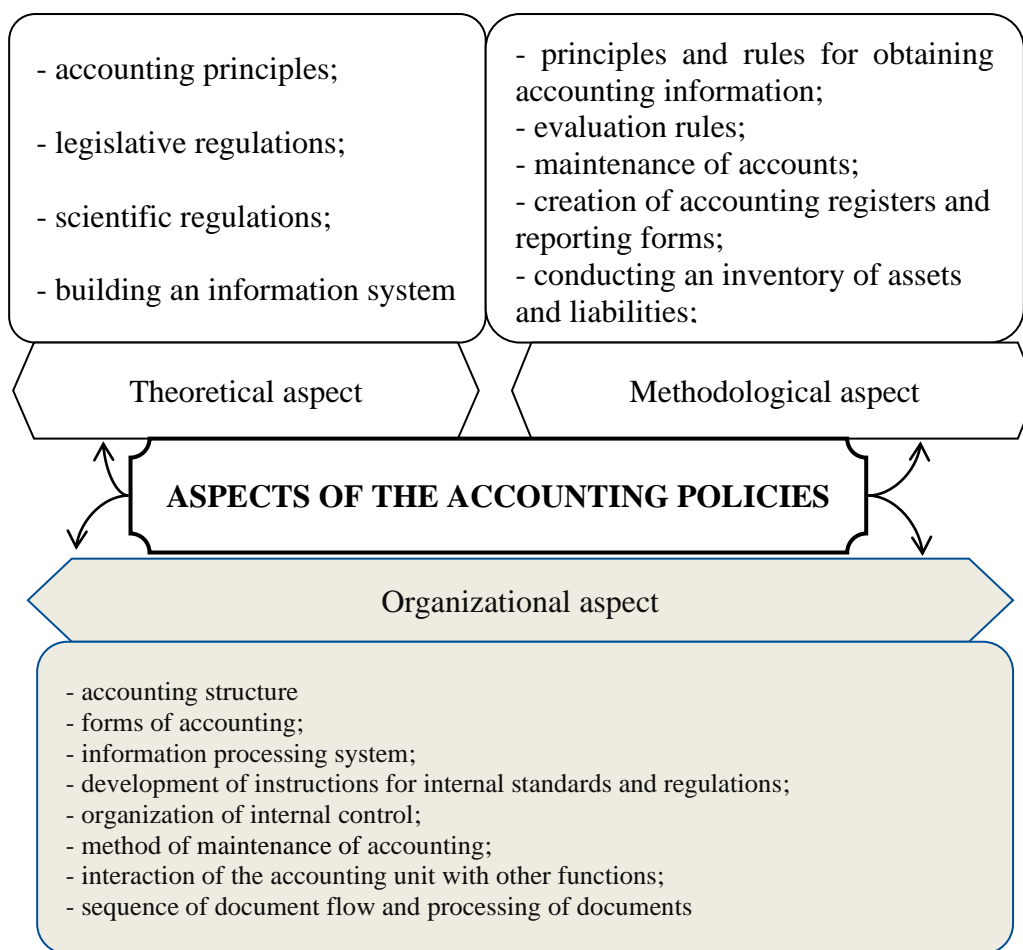 - accounting principles;
- legislative regulations;
- scientific regulations;
- building an information system
- principles and rules for obtaining
accounting information;
- evaluation rules;
- maintenance of accounts;
- creation of accounting registers and
reporting forms;
- conducting an inventory of assets
and liabilities;
Theoretical aspect
Methodological aspect
ASPECTS OF THE ACCOUNTING POLICIES
Organizational aspect
- accounting structure
- forms of accounting;
- information processing system;
- development of instructions for internal standards and regulations;
- organization of internal control;
- method of maintenance of accounting;
- interaction of the accounting unit with other functions;
- sequence of document flow and processing of documents